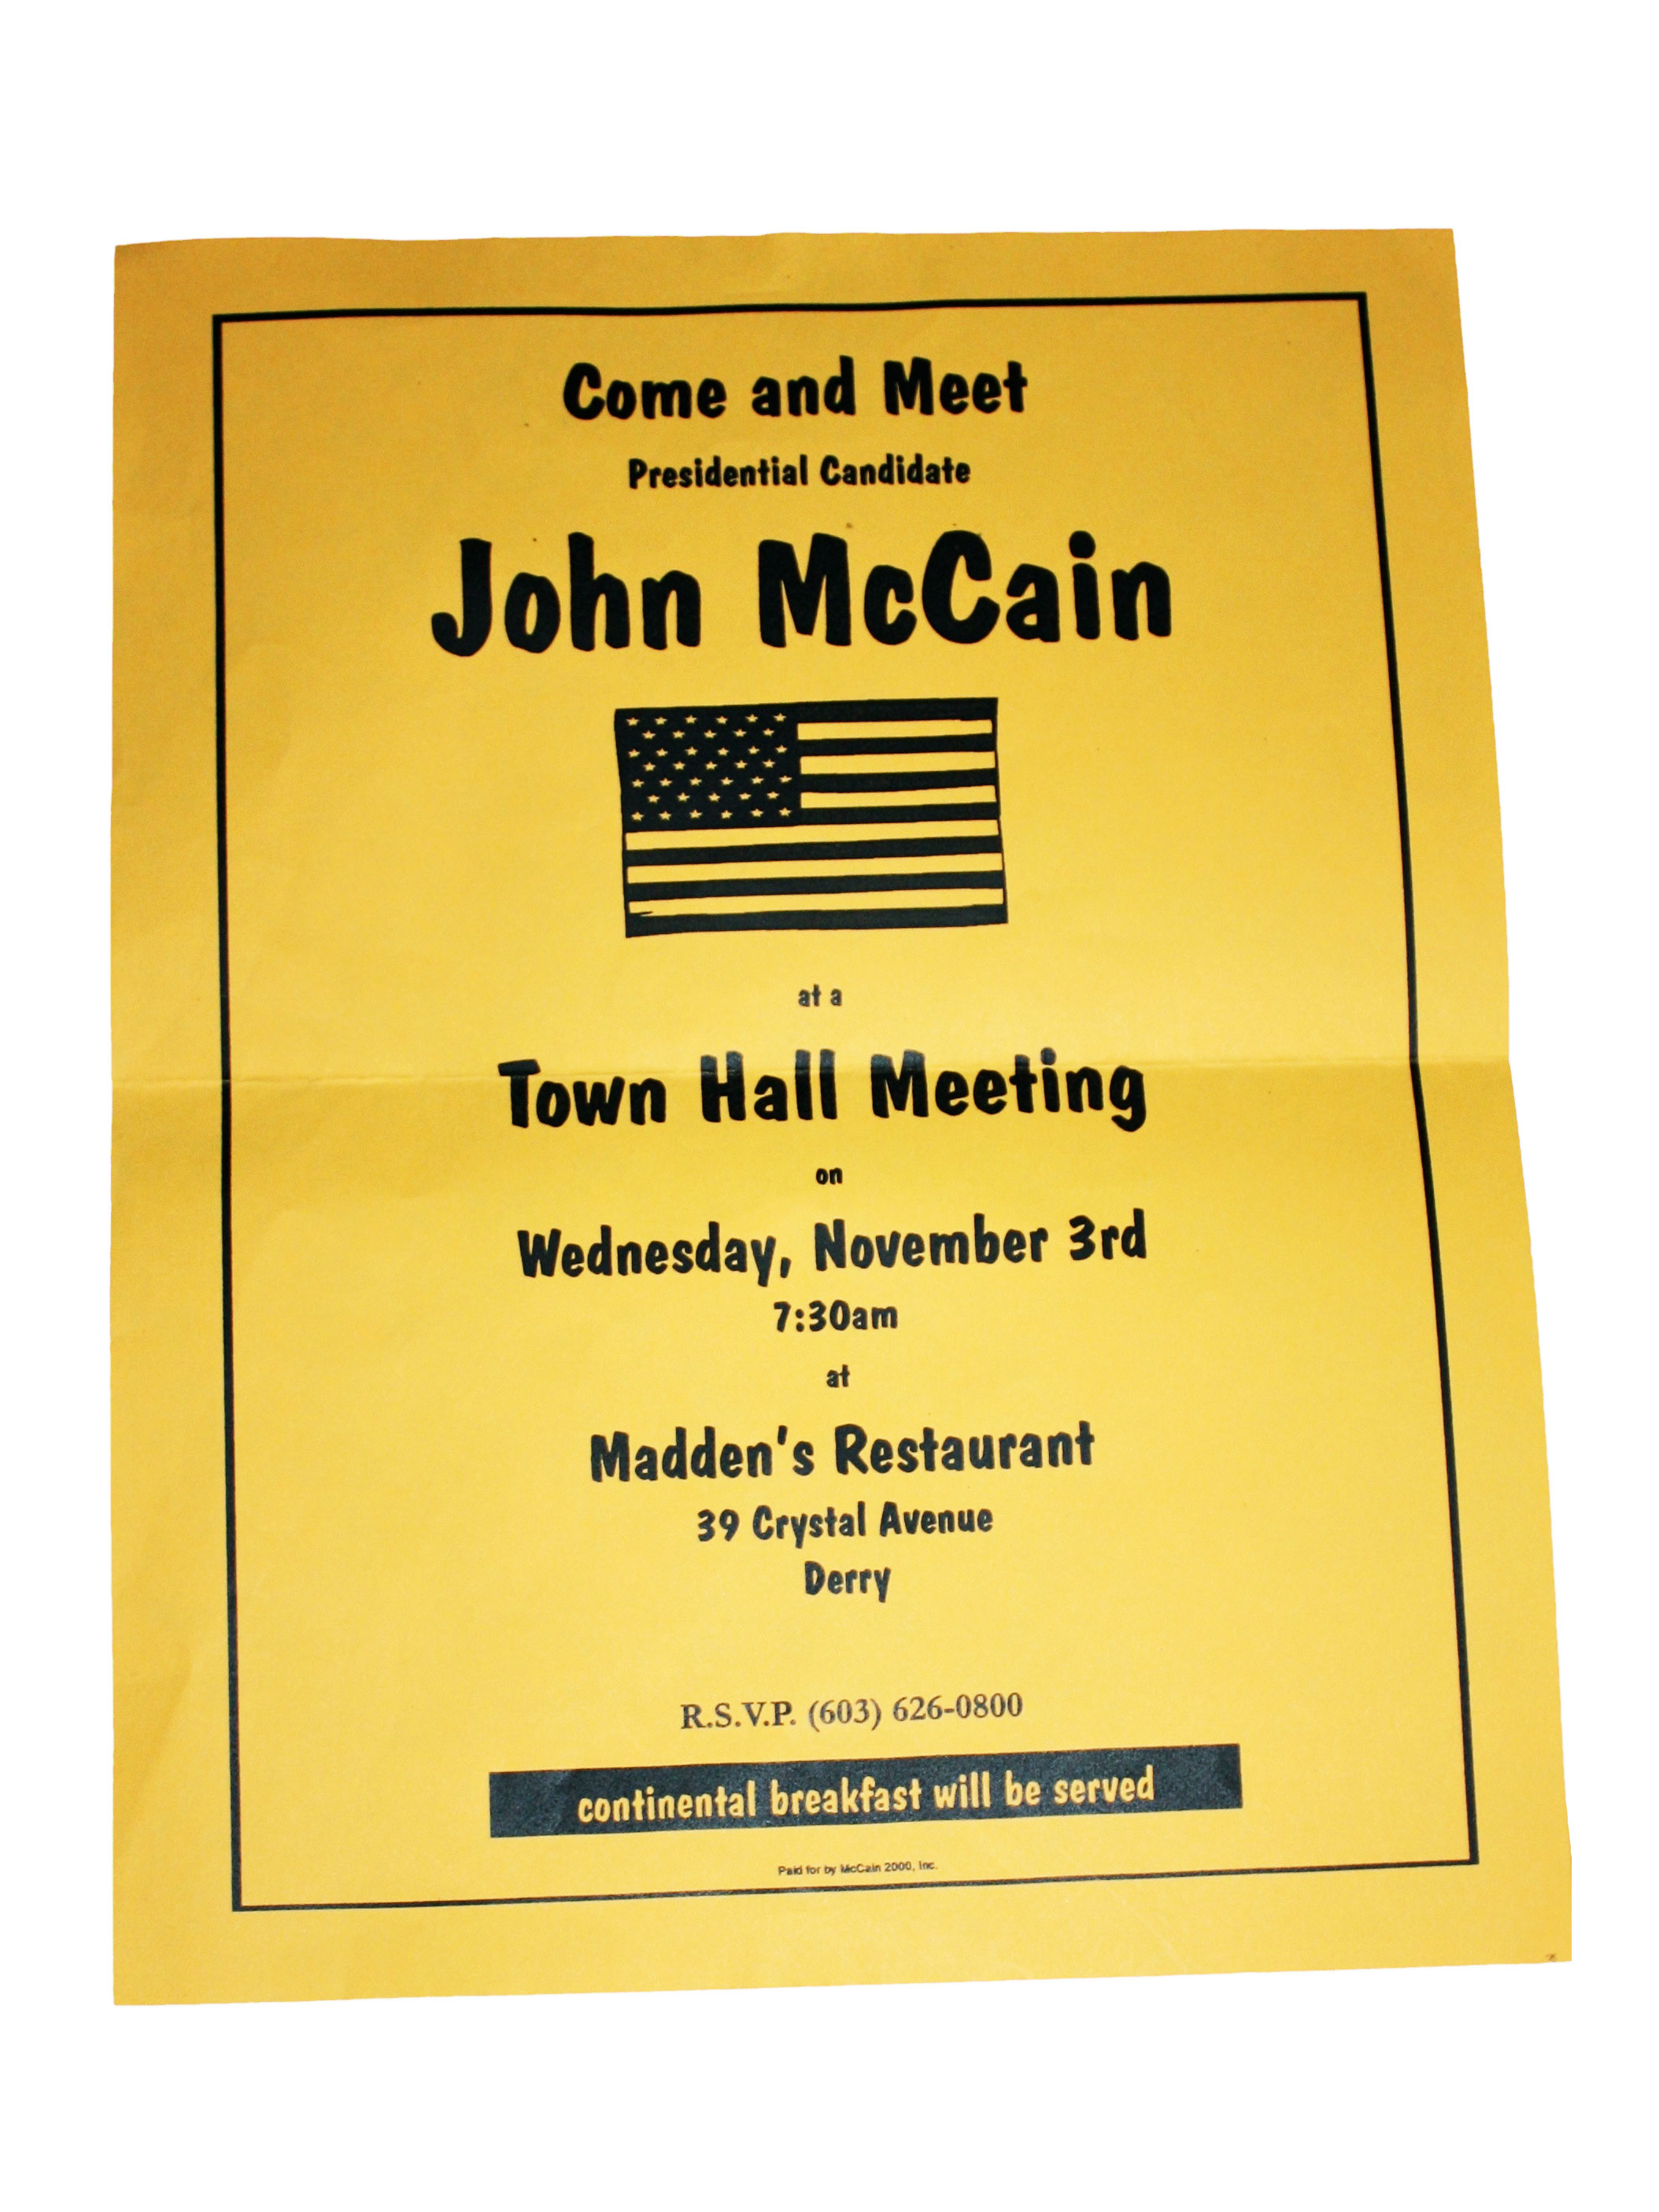 Come and Meet
Presidential Candidate
John McCain
at a
Town Hall Meeting
on
Wednesday, November 3rd
7:30am
at
Madden's Restaurant
39 Crystal Avenue
Derry
R.S.V.P. (603) 626-0800
continental breakfast will be served
Paid for by McCain 2000, Inc.